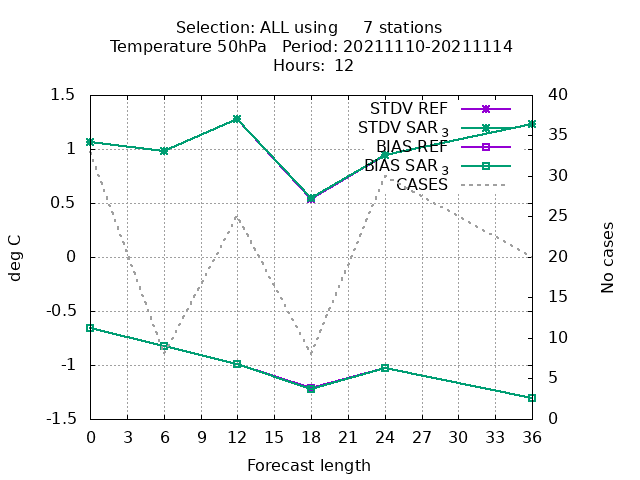 Selection: ALL using 7 stations
Temperature 50hPa Period: 20211110-20211114
Hours: 12
1.5
1
0.5
0
-0.5
-1
-1.5
deg C
40
35
30
25
20
15
10
5
0
No cases
STDV REF
STDV SAR 3
BIAS REF
BIAS SAR 3
CASES
0 3 6 9 12 15 18 21 24 27 30 33 36
Forecast length